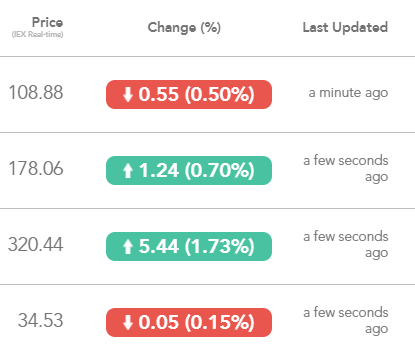 Price Change (%) Last Updated
(IEX Real-time)
108.88 0.55 (0.50%) a minute ago
178.06 1.24 (0.70%) a few seconds
ago
320.44 5.44 (1.73%) a few seconds
ago
34.53 0.05 (0.15%) a few seconds
ago